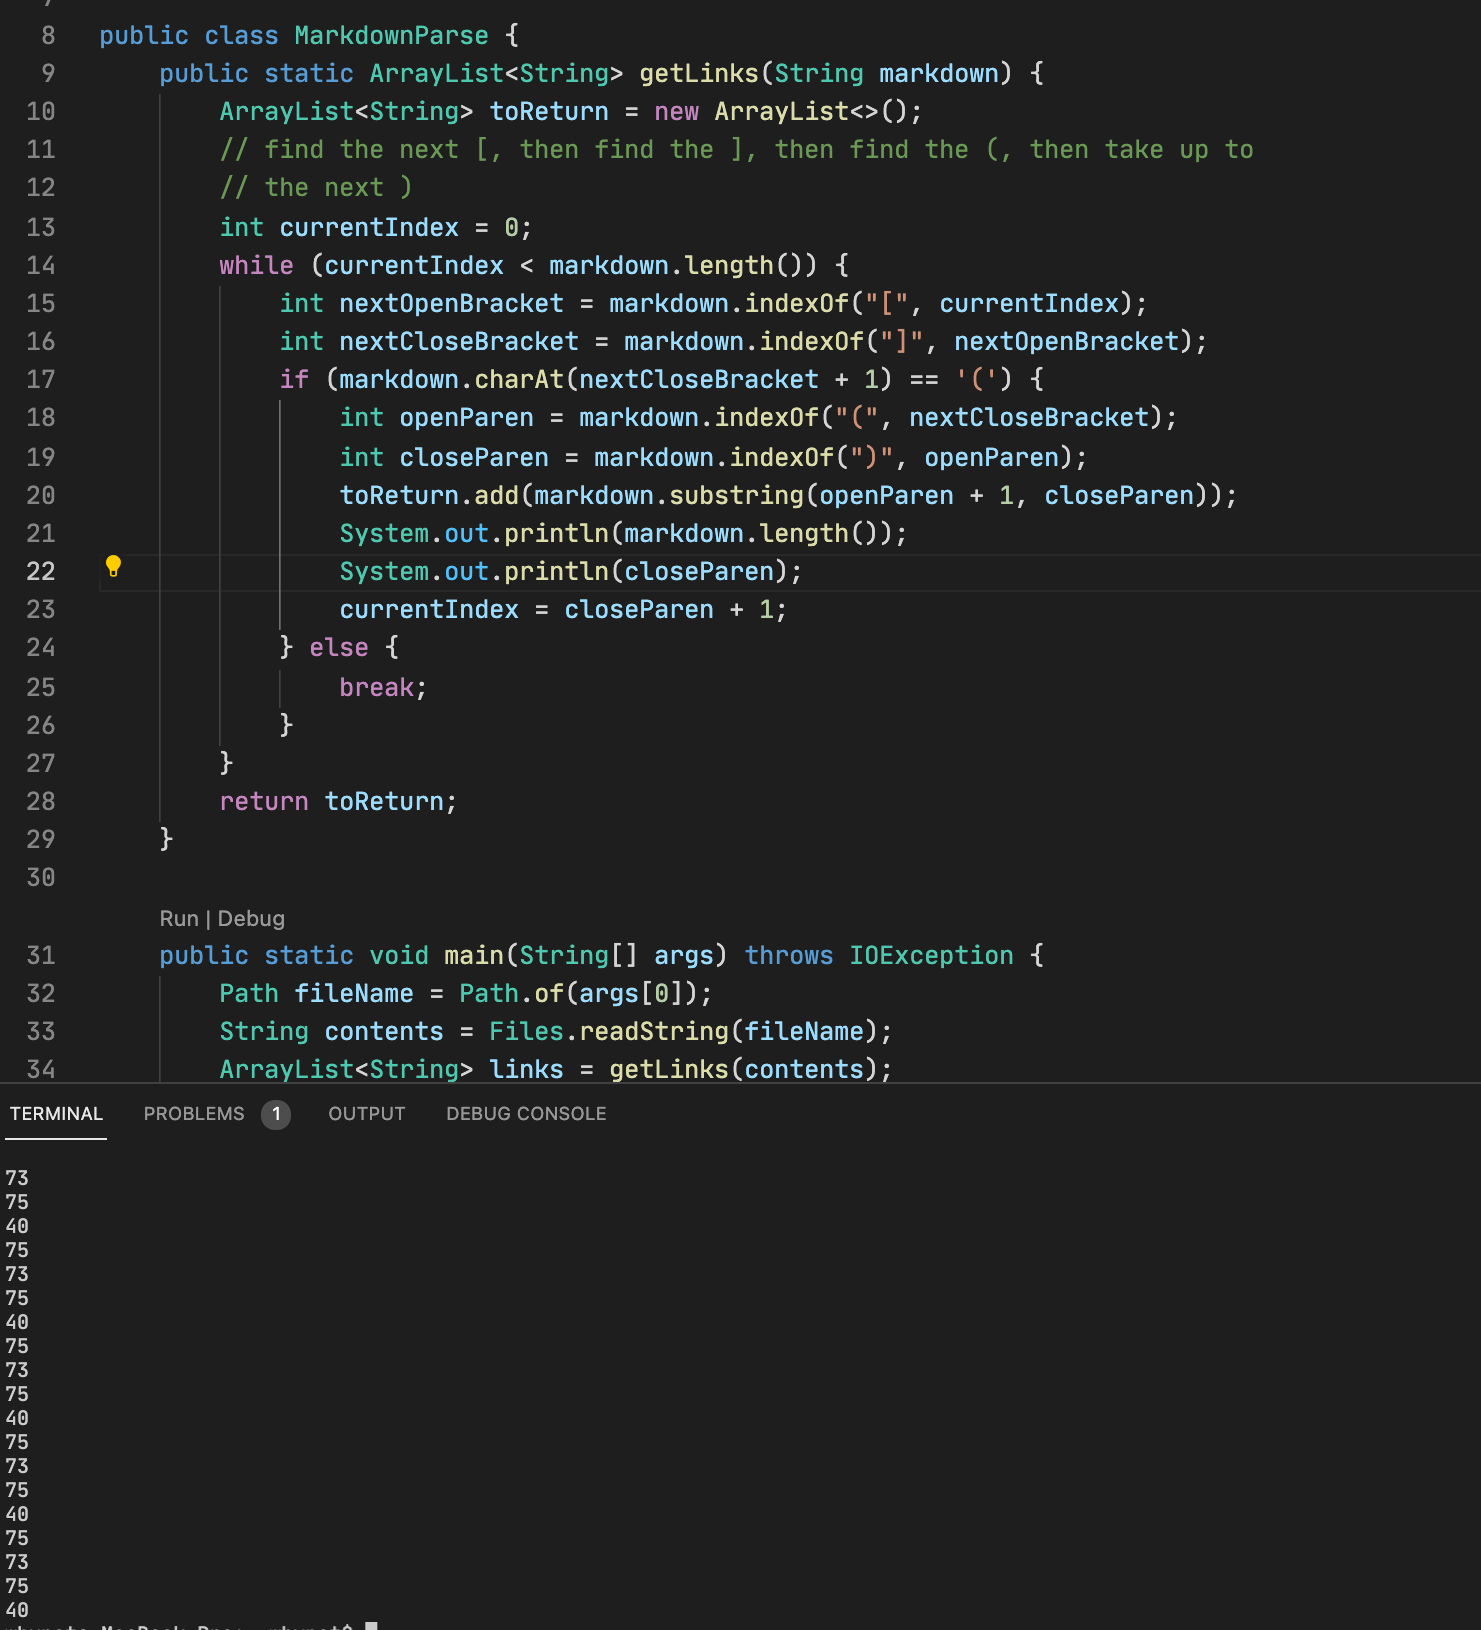 8 public class MarkdownParse {
9 public static ArrayList<String> getLinks(String markdown) {
10 ArrayList<String> toReturn = new ArrayList<>();
11 // find the next [, then find the ], then find the (, then take up to
12 // the next )
13 int currentIndex = 0;
14 while (currentIndex < markdown.length()) {
15 int nextOpenBracket = markdown.indexOf("[", currentIndex);
16 int nextCloseBracket = markdown.indexOf("]", nextOpenBracket);
17 if (markdown.charAt(nextCloseBracket + 1) == '(') {
18 int openParen = markdown.indexOf("(", nextCloseBracket);
19 int closeParen = markdown.indexOf(")", openParen);
20 toReturn.add(markdown.substring(openParen + 1, closeParen));
21 System.out.println(markdown.length());
22 System.out.println(closeParen);
23 currentIndex = closeParen + 1;
24 } else {
25 break;
26 }
27 }
28 return toReturn;
29 }
30
Run | Debug
31 public static void main(String[] args) throws IOException {
32 Path fileName = Path.of(args[0]);
33 String contents = Files.readString(fileName);
34 ArrayList<String> links = getLinks(contents);
TERMINAL PROBLEMS 1 OUTPUT DEBUG CONSOLE
73
75
40
75
73
75
40
75
73
75
40
75
73
75
40
75
73
75
40